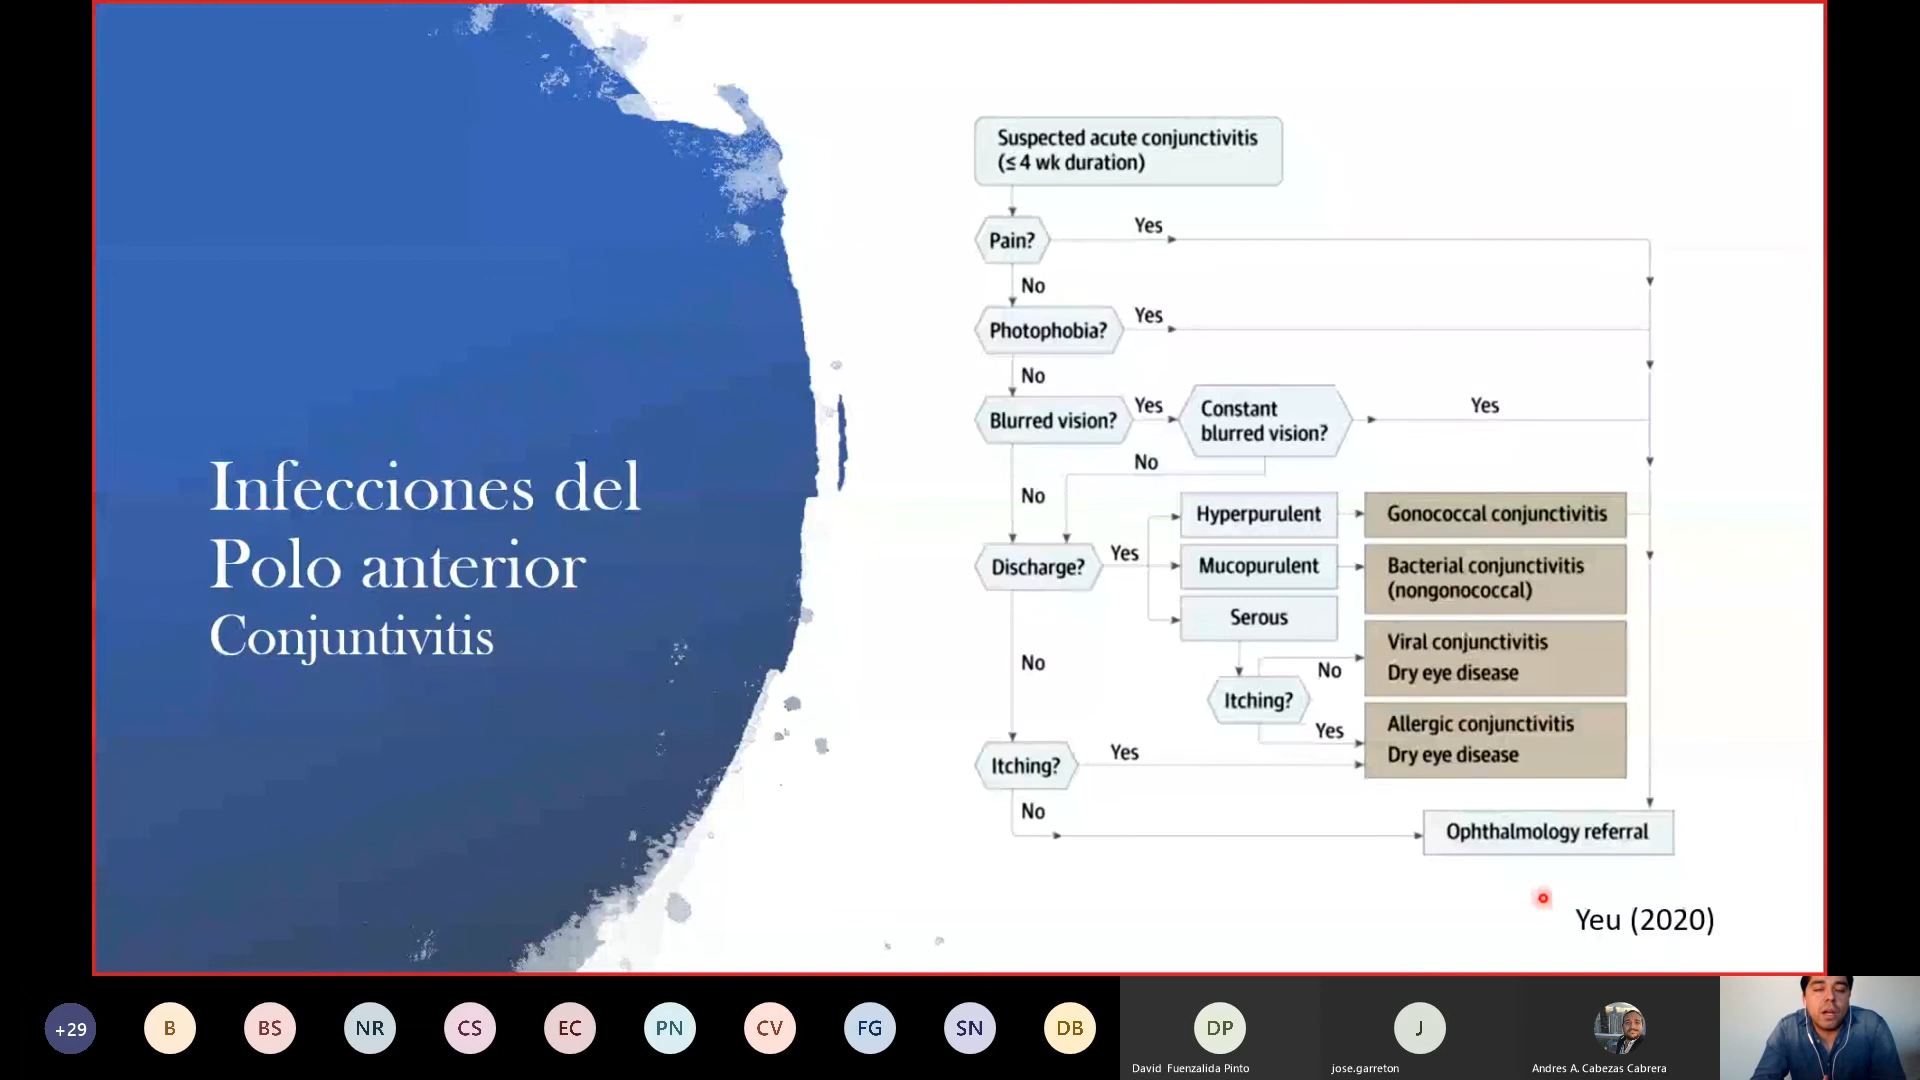 Infecciones del
Polo anterior
Conjuntivitis
Suspected acute conjunctivitis
(≤ 4 wk duration)
Pain?
Yes
No
Photophobia?
Yes
No
Blurred vision?
Yes
Constant
blurred vision?
Yes
No
No
Discharge?
Yes
Hyperpurulent
Gonococcal conjunctivitis
Mucopurulent
Bacterial conjunctivitis
(nongonococcal)
Serous
Viral conjunctivitis
Dry eye disease
No
Itching?
Yes
Allergic conjunctivitis
Dry eye disease
No
Itching?
Yes
No
Ophthalmology referral
Yeu (2020)
+29
B
BS
NR
CS
EC
PN
CV
FG
SN
DB
DP
J
David Fuenzalida Pinto
jose.garreton
Andres A. Cabezas Cabrera